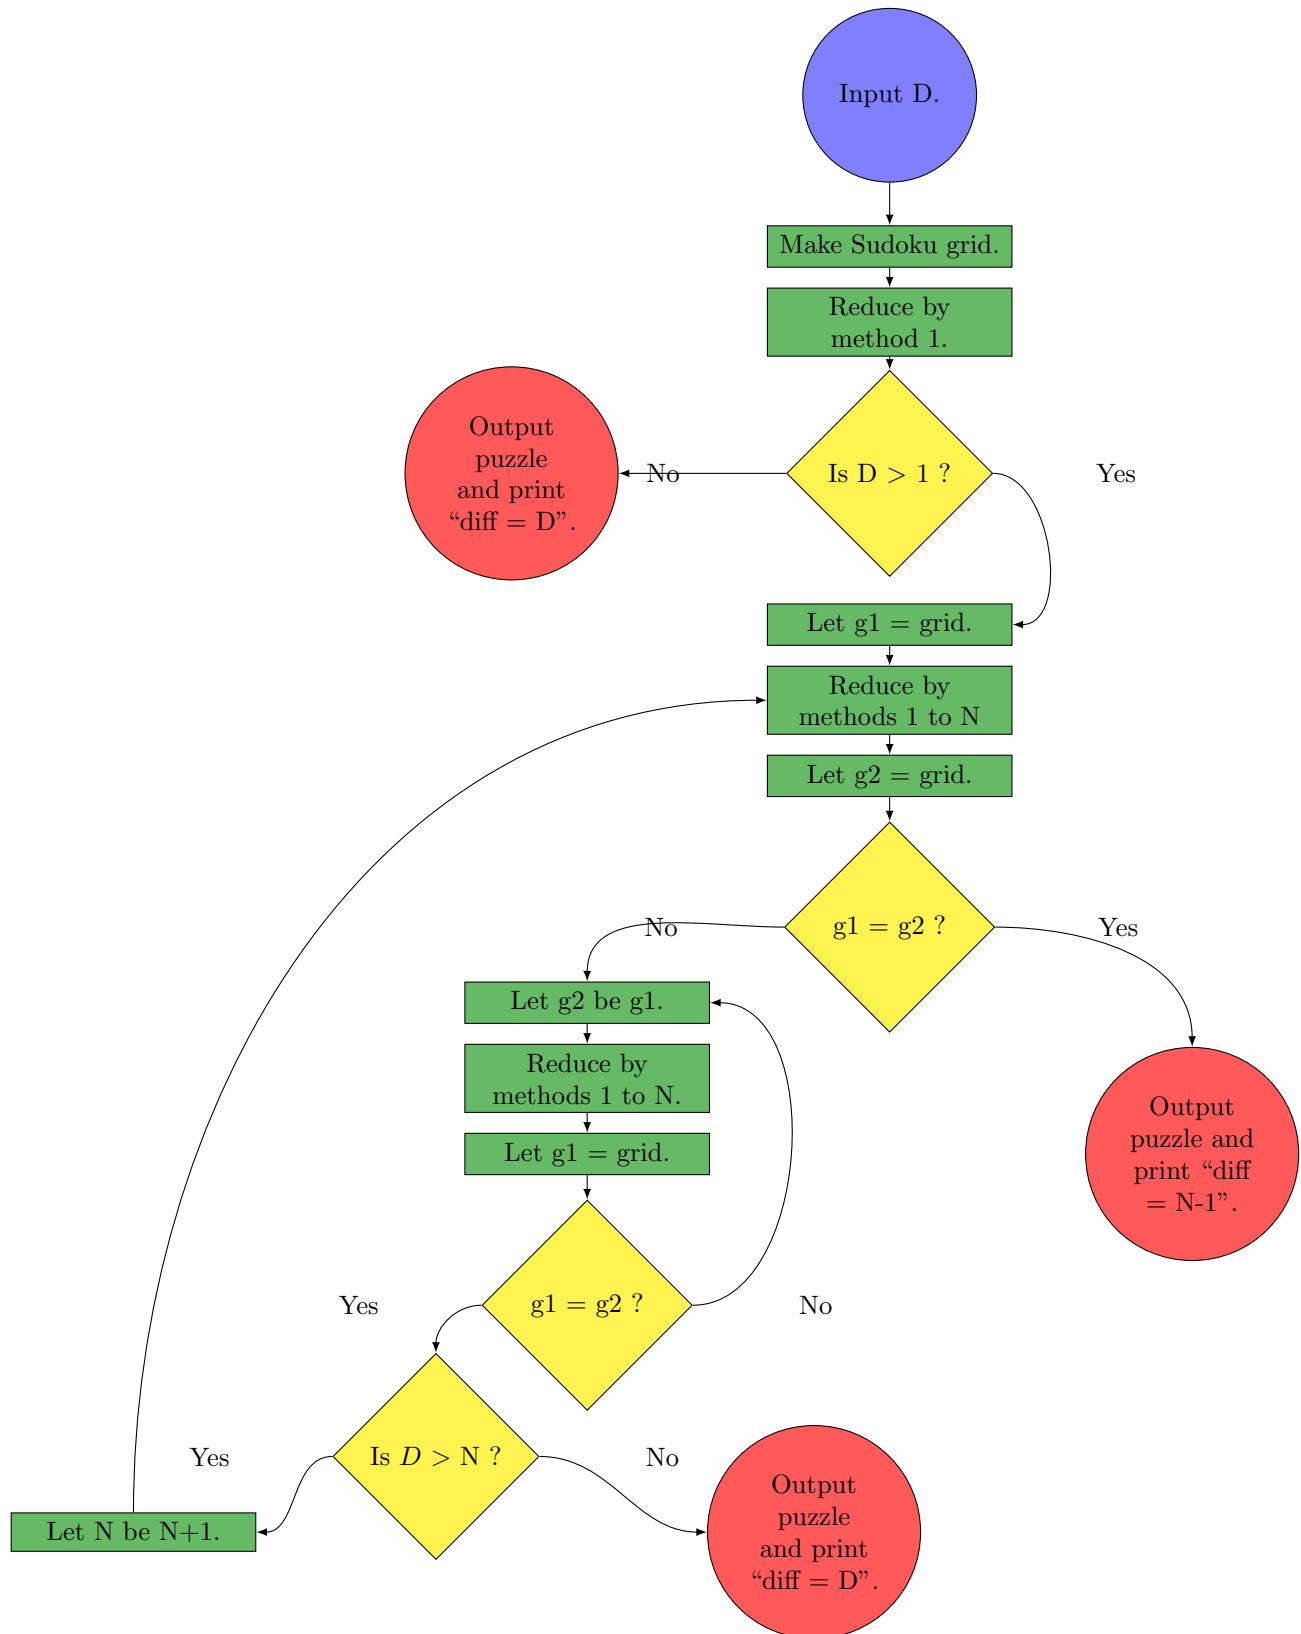 Input D.
Make Sudoku grid.
Reduce by
method 1.
Output
puzzle
and print
“diff = D”.
No
Is D > 1 ?
Yes
Let g1 = grid.
Reduce by
methods 1 to N
Let g2 = grid.
No
g1 = g2 ?
Yes
Let g2 be g1.
Reduce by
methods 1 to N.
Let g1 = grid.
Output
puzzle and
print “diff
= N-1”.
Yes
g1 = g2 ?
No
Yes
Is D > N ?
No
Let N be N+1.
Output
puzzle
and print
“diff = D”.